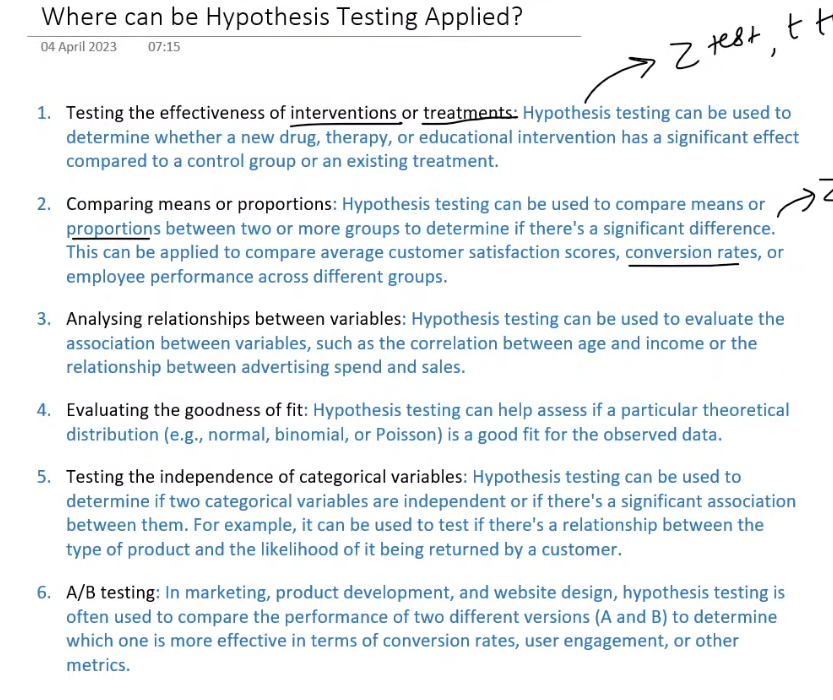 Where can be Hypothesis Testing Applied?
04 April 2023 07:15
Z test, t
1. Testing the effectiveness of interventions or treatments: Hypothesis testing can be used to
determine whether a new drug, therapy, or educational intervention has a significant effect
compared to a control group or an existing treatment.
2. Comparing means or proportions: Hypothesis testing can be used to compare means or
proportions between two or more groups to determine if there's a significant difference.
This can be applied to compare average customer satisfaction scores, conversion rates, or
employee performance across different groups.
3. Analysing relationships between variables: Hypothesis testing can be used to evaluate the
association between variables, such as the correlation between age and income or the
relationship between advertising spend and sales.
4. Evaluating the goodness of fit: Hypothesis testing can help assess if a particular theoretical
distribution (e.g., normal, binomial, or Poisson) is a good fit for the observed data.
5. Testing the independence of categorical variables: Hypothesis testing can be used to
determine if two categorical variables are independent or if there's a significant association
between them. For example, it can be used to test if there's a relationship between the
type of product and the likelihood of it being returned by a customer.
6. A/B testing: In marketing, product development, and website design, hypothesis testing is
often used to compare the performance of two different versions (A and B) to determine
which one is more effective in terms of conversion rates, user engagement, or other
metrics.